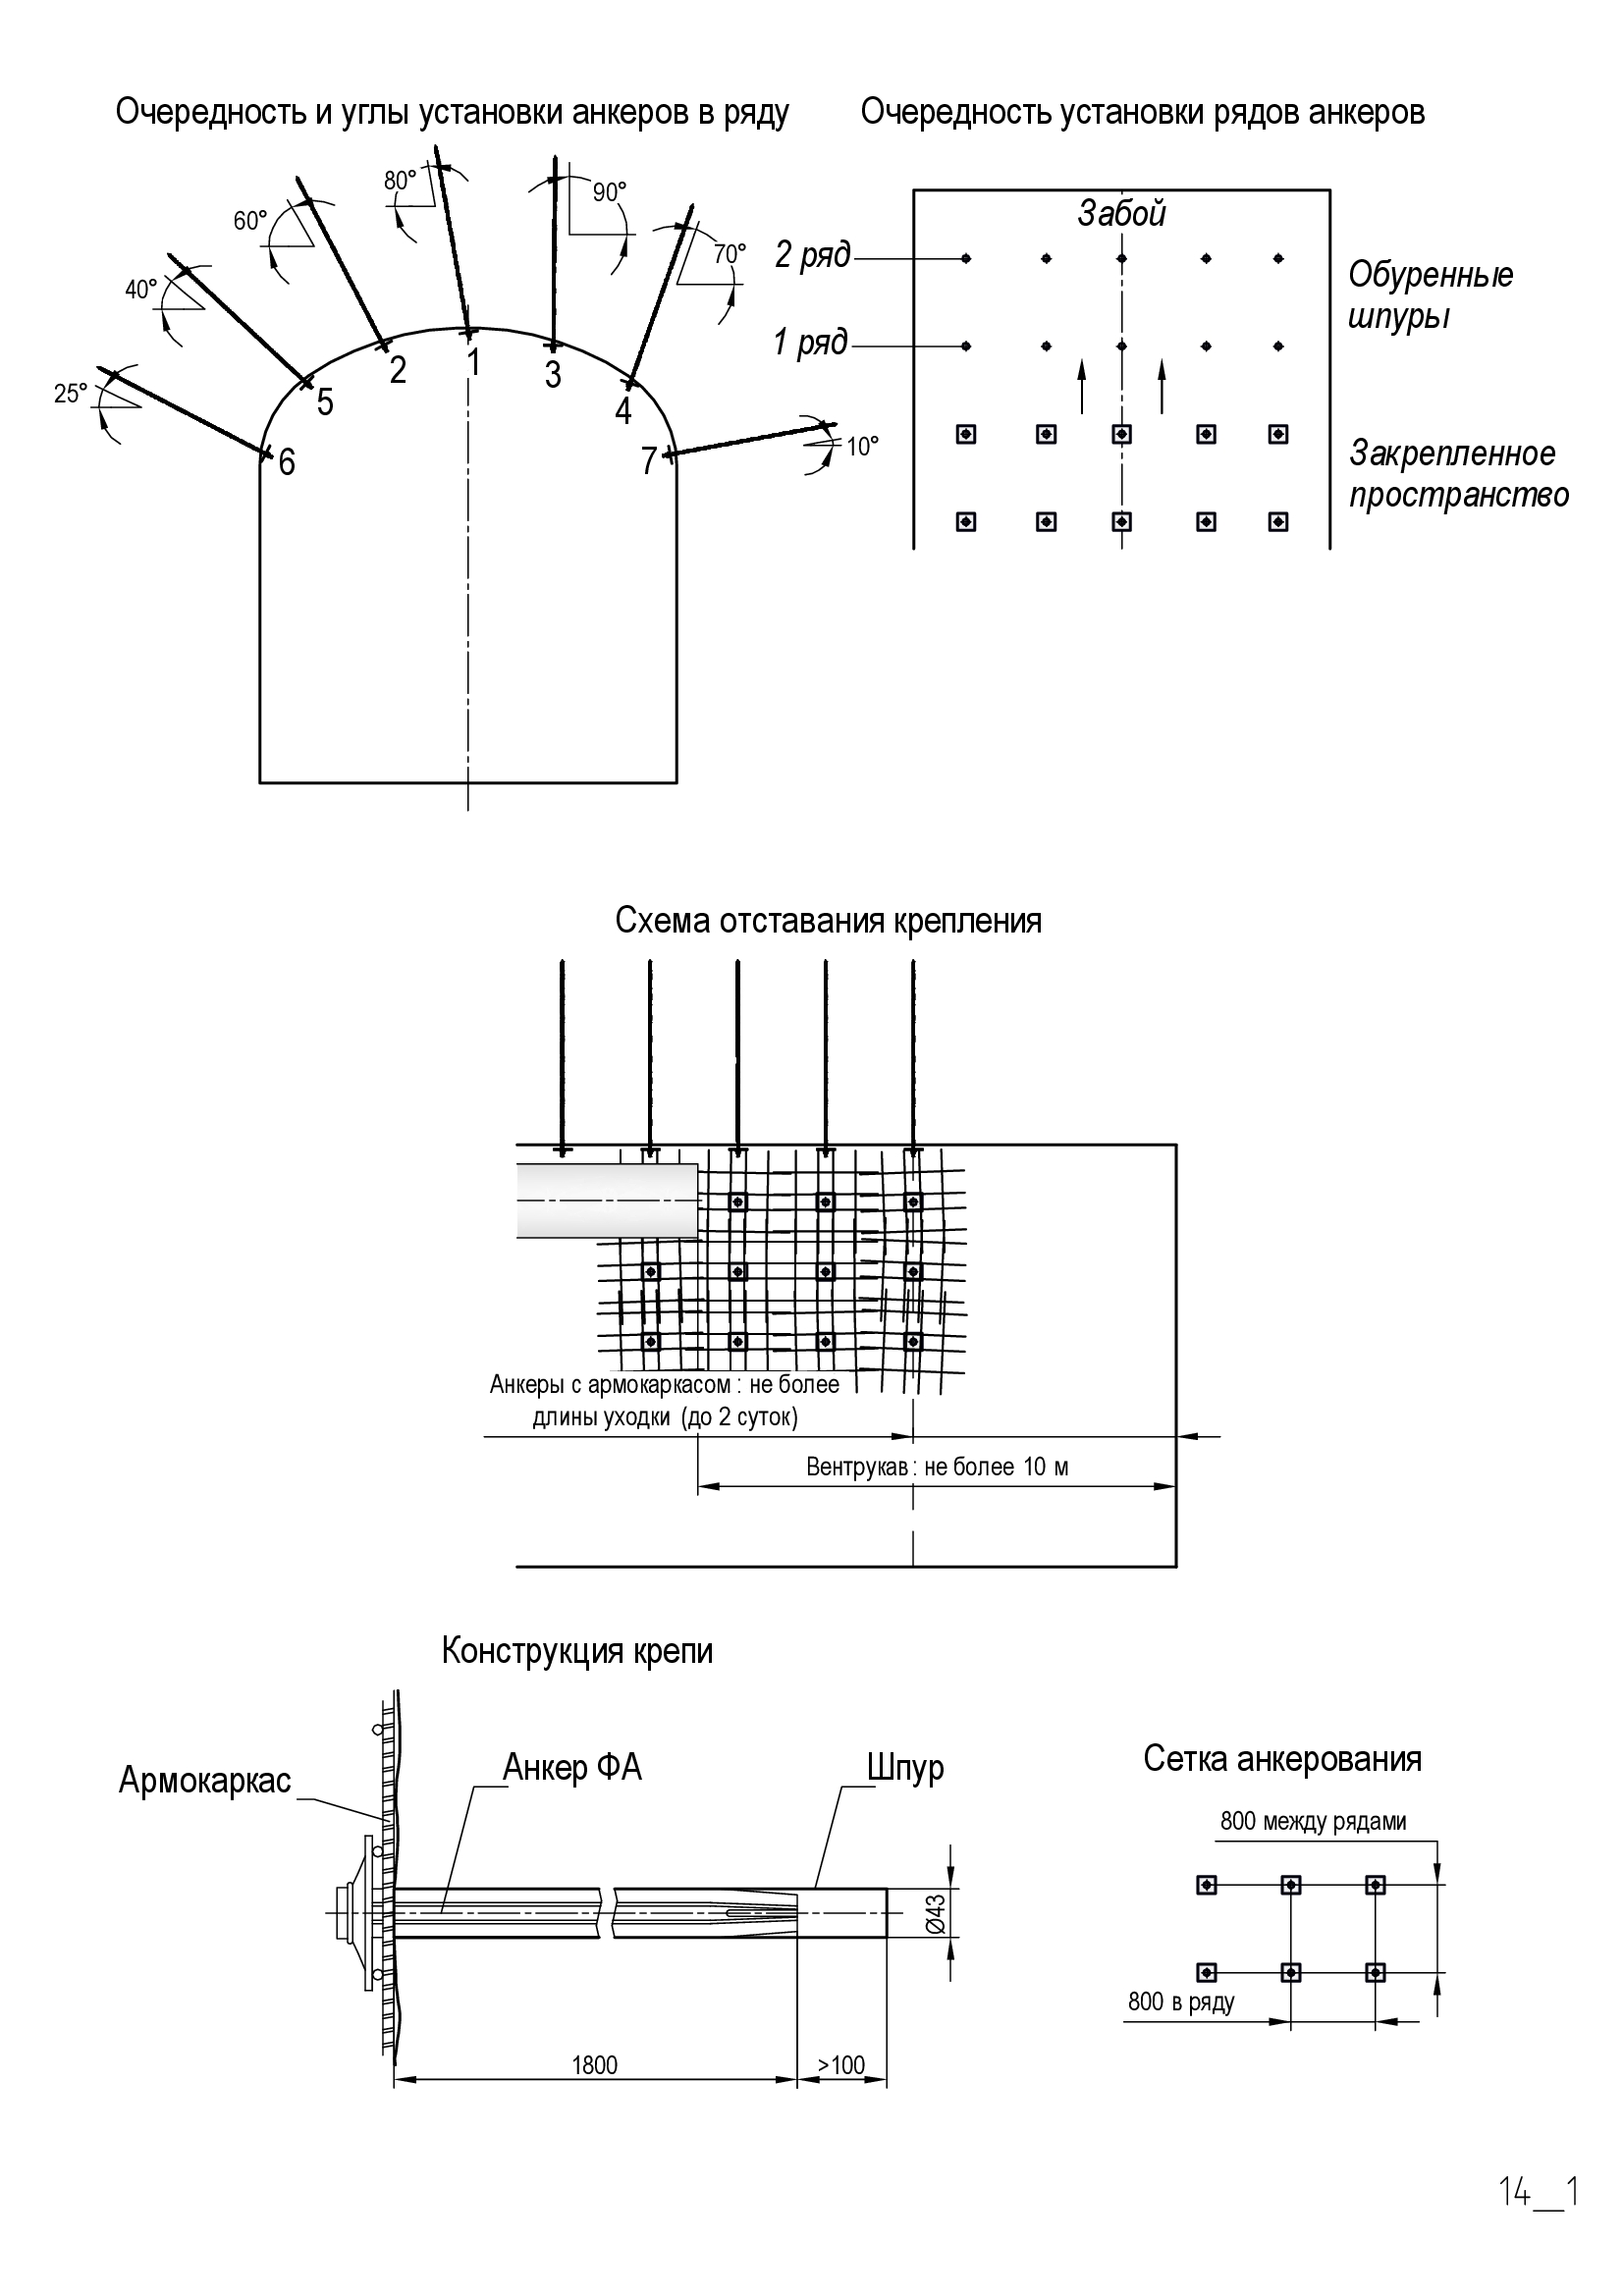 Очередность и углы установки анкеров в ряду
80°
90°
60°
70°
40°
25°
10°
1
2
3
5
4
6
7
Очередность установки рядов анкеров
Забой
2 ряд
Обуренные
шпуры
1 ряд
Закрепленное
пространство
Схема отставания крепления
Анкеры с армокаркасом : не более
длины уходки (до 2 суток)
Вентрукав : не более 10 м
Конструкция крепи
Армокаркас
Анкер ФА
Шпур
Ø43
1800
>100
Сетка анкерования
800 между рядами
800 в ряду
14__1